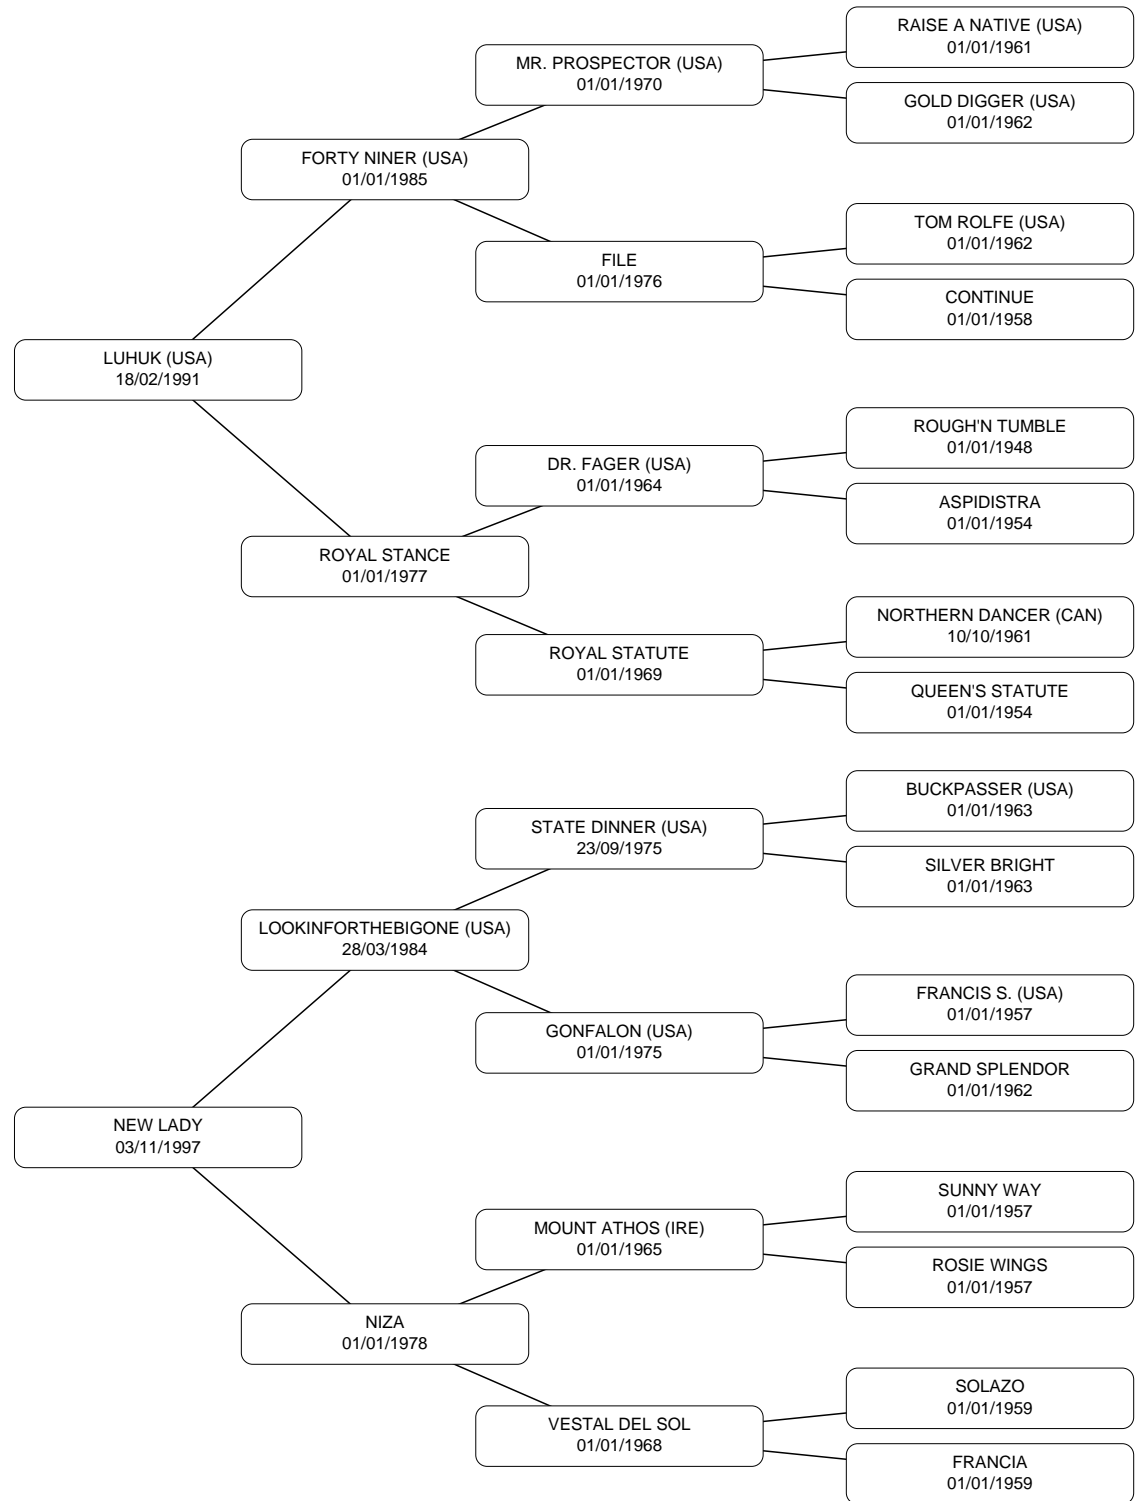 RAISE A NATIVE (USA)
01/01/1961
MR. PROSPECTOR (USA)
01/01/1970
GOLD DIGGER (USA)
01/01/1962
FORTY NINER (USA)
01/01/1985
TOM ROLFE (USA)
01/01/1962
FILE
01/01/1976
CONTINUE
01/01/1958
LUHUK (USA)
18/02/1991
ROUGH'N TUMBLE
01/01/1948
DR. FAGER (USA)
01/01/1964
ASPIDISTRA
01/01/1954
ROYAL STANCE
01/01/1977
NORTHERN DANCER (CAN)
10/10/1961
ROYAL STATUTE
01/01/1969
QUEEN'S STATUTE
01/01/1954
BUCKPASSER (USA)
01/01/1963
STATE DINNER (USA)
23/09/1975
SILVER BRIGHT
01/01/1963
LOOKINFORTHEBIGONE (USA)
28/03/1984
FRANCIS S. (USA)
01/01/1957
GONFALON (USA)
01/01/1975
GRAND SPLENDOR
01/01/1962
NEW LADY
03/11/1997
SUNNY WAY
01/01/1957
MOUNT ATHOS (IRE)
01/01/1965
ROSIE WINGS
01/01/1957
NIZA
01/01/1978
SOLAZO
01/01/1959
VESTAL DEL SOL
01/01/1968
FRANCIA
01/01/1959